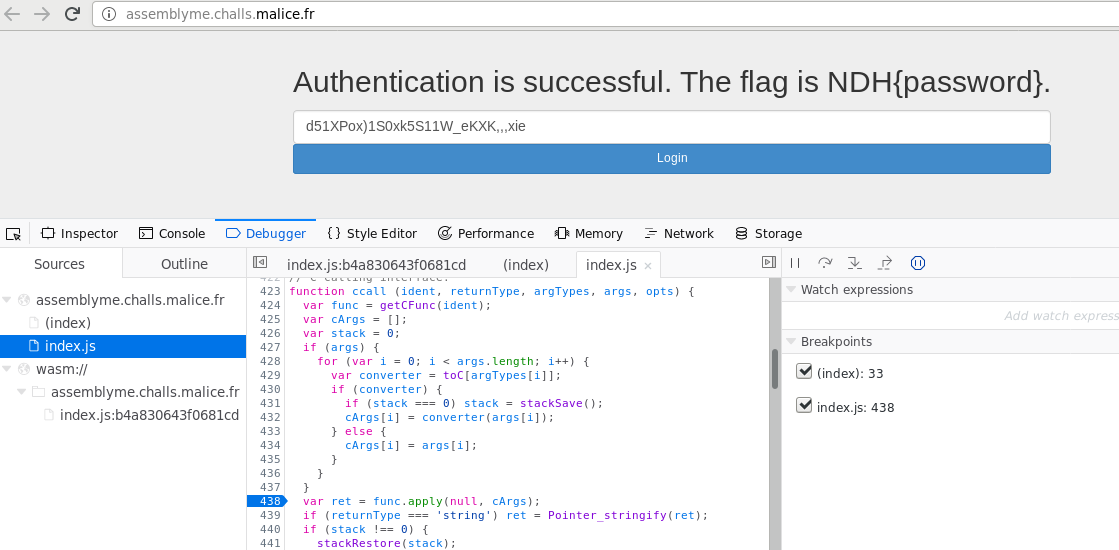 assemblyme.challs.malice.fr
Authentication is successful. The flag is NDH{password}.
d51XPox)1S0xk5S11W_eKXK,,,xie
Login
Inspector Console Debugger {} Style Editor Performance Memory Network Storage
Sources Outline
assemblyme.challs.malice.fr
(index)
index.js
wasm://
assemblyme.challs.malice.fr
index.js:b4a830643f0681cd
index.js:b4a830643f0681cd (index) index.js ×
422 // C calling interface.
423 function ccall (ident, returnType, argTypes, args, opts) {
424 var func = getCFunc(ident);
425 var cArgs = [];
426 var stack = 0;
427 if (args) {
428 for (var i = 0; i < args.length; i++) {
429 var converter = toC[argTypes[i]];
430 if (converter) {
431 if (stack === 0) stack = stackSave();
432 cArgs[i] = converter(args[i]);
433 } else {
434 cArgs[i] = args[i];
435 }
436 }
437 }
438 var ret = func.apply(null, cArgs);
439 if (returnType === 'string') ret = Pointer_stringify(ret);
440 if (stack !== 0) {
441 stackRestore(stack);
Watch expressions
Add watch express
Breakpoints
(index): 33
index.js: 438